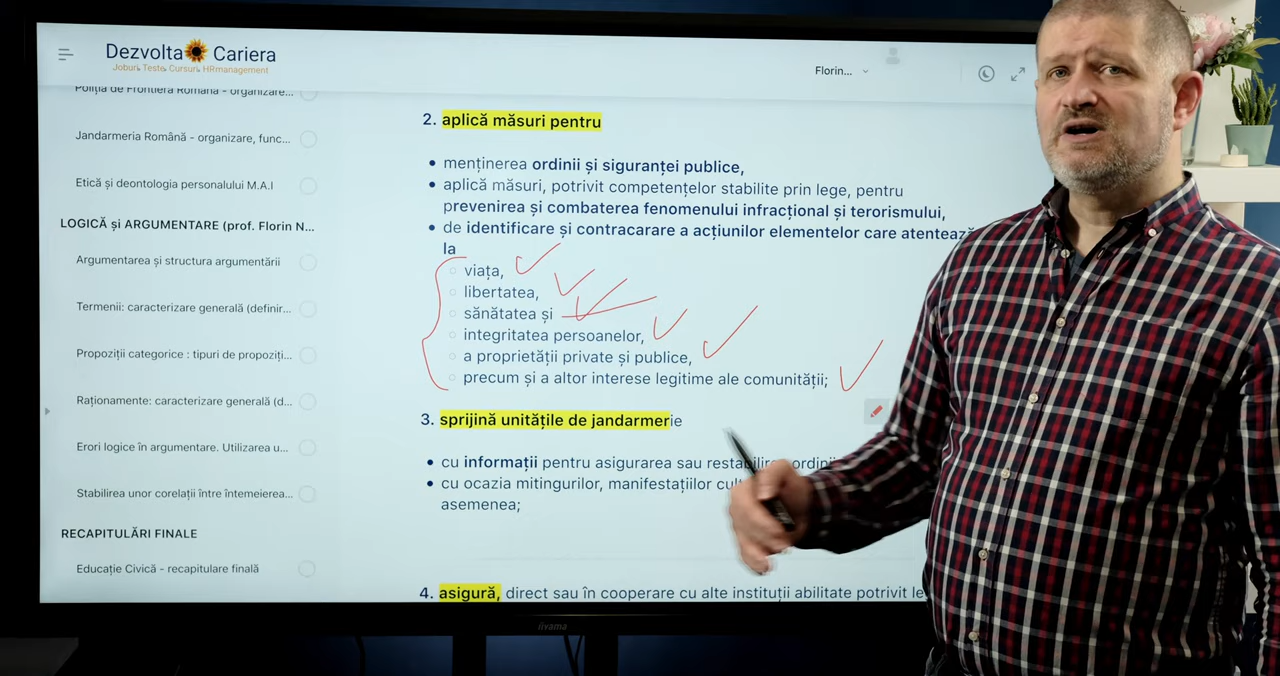 Dezvolta Cariera
Joburi, Teste, Cursuri, HRmanagement
Florin...
Poliția de Frontieră Română - organizare...
Jandarmeria Română - organizare, func...
Etică și deontologia personalului M.A.I
LOGICĂ și ARGUMENTARE (prof. Florin N...
Argumentarea și structura argumentării
Termenii: caracterizare generală (definir...
Propoziții categorice : tipuri de propoziți...
Raționamente: caracterizare generală (d...
Erori logice în argumentare. Utilizarea u...
Stabilirea unor corelații între întemeierea...
RECAPITULĂRI FINALE
Educație Civică - recapitulare finală
2. aplică măsuri pentru
menținerea ordinii și siguranței publice,
aplică măsuri, potrivit competențelor stabilite prin lege, pentru
prevenirea și combaterea fenomenului infracțional și terorismului,
de identificare și contracarare a acțiunilor elementelor care atentează
la
viața,
libertatea,
sănătatea și
integritatea persoanelor,
a proprietății private și publice,
precum și a altor interese legitime ale comunității;
3. sprijină unitățile de jandarmerie
cu informații pentru asigurarea sau restabilirea ordinii
cu ocazia mitingurilor, manifestațiilor
asemenea;
4. asigură, direct sau în cooperare cu alte instituții abilitate potrivit
iiyama